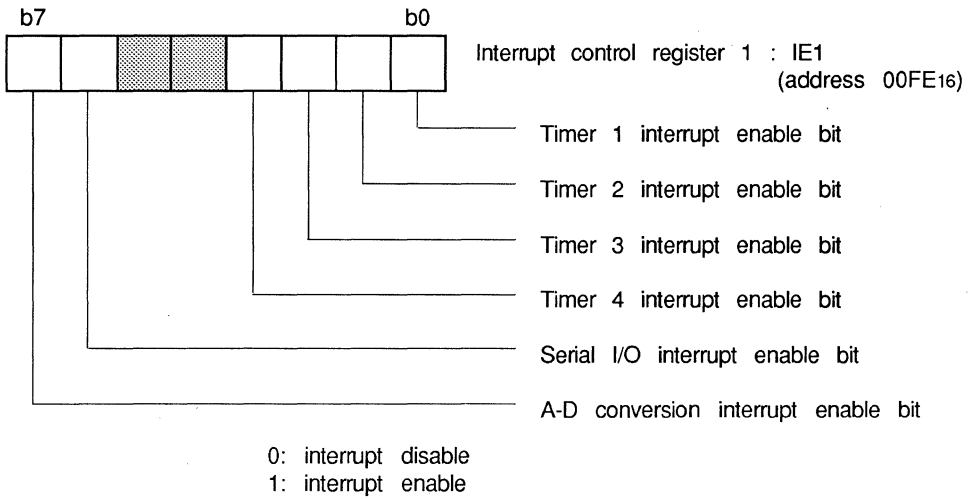 b7 b0
Interrupt control register 1 : IE1
(address 00FE16)
Timer 1 interrupt enable bit
Timer 2 interrupt enable bit
Timer 3 interrupt enable bit
Timer 4 interrupt enable bit
Serial I/O interrupt enable bit
A-D conversion interrupt enable bit
0: interrupt disable
1: interrupt enable